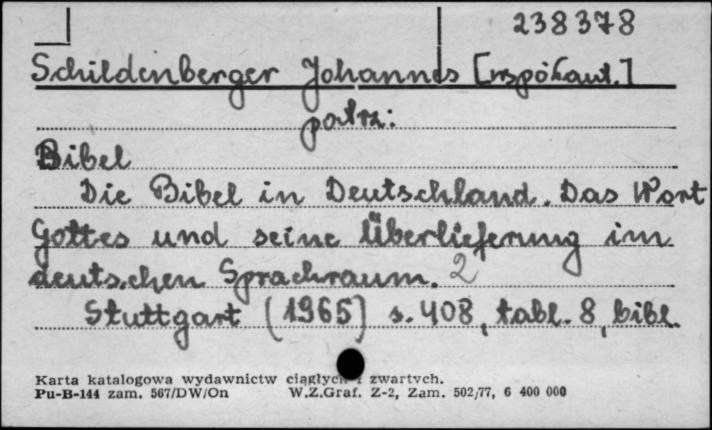 238378
Schildenberger Johannes [współaut.]
patrz:
Bibel
Die Bibel in Deutschland. Das Wort
Gottes und seine Überlieferung im
deutschen Sprachraum. 2
Stuttgart (1965) s. 408, tabl. 8, bibl.
Karta katalogowa wydawnictw ciągłych i zwartych.
Pu-B-144 zam. 567/DW/On W.Z.Graf. Z-2, Zam. 502/77, 6 400 000